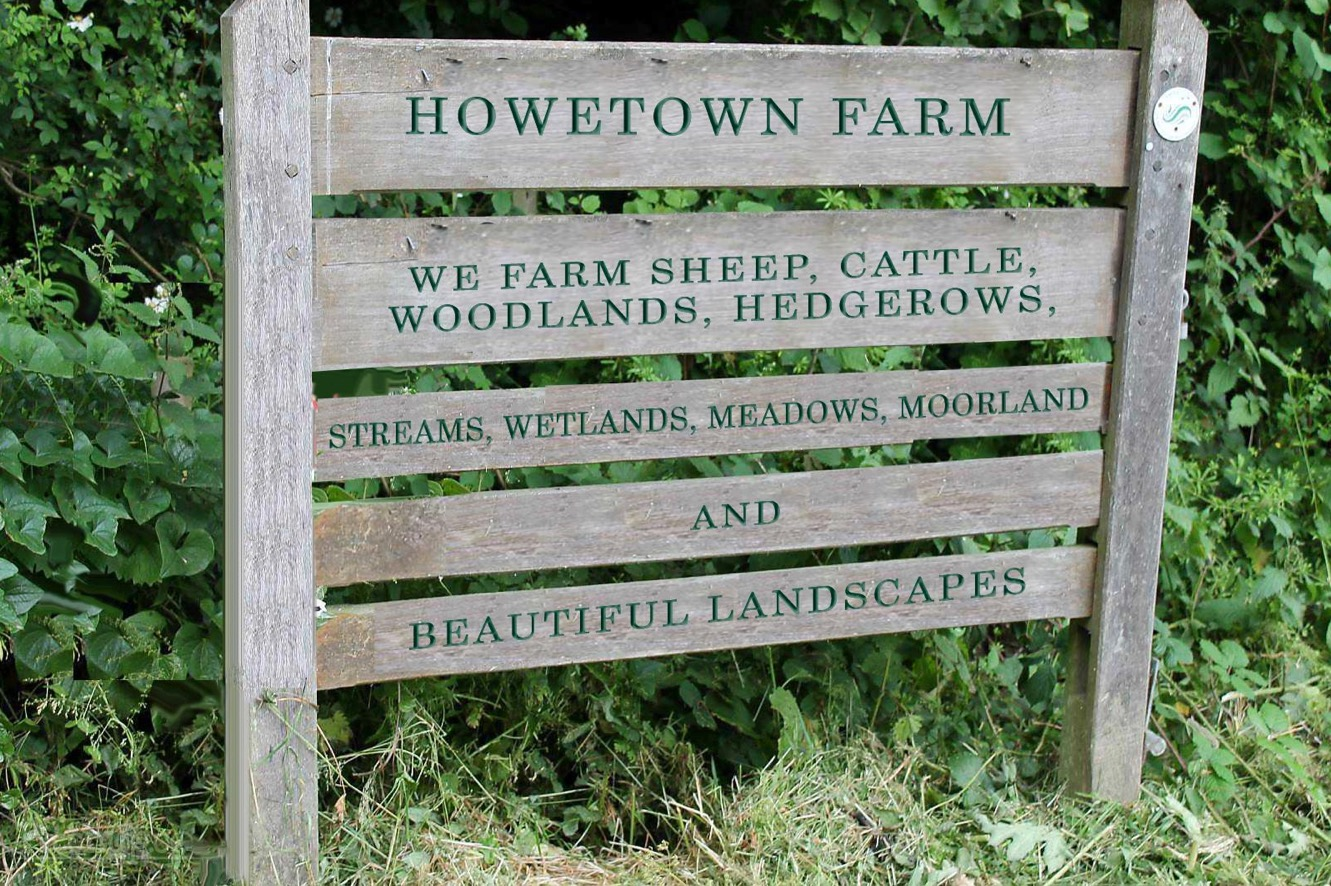 HOWETOWN FARM
WE FARM SHEEP, CATTLE,
WOODLANDS, HEDGEROWS,
STREAMS, WETLANDS, MEADOWS, MOORLAND
AND
BEAUTIFUL LANDSCAPES